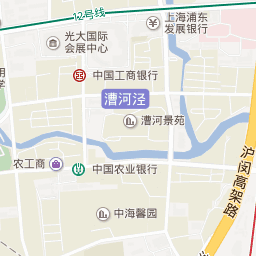 12号线
上海浦东
发展银行
光大国际
会展中心
中国工商银行
漕河泾
漕河景苑
学
农工商
中国农业银行
沪闵高架路
中海馨园